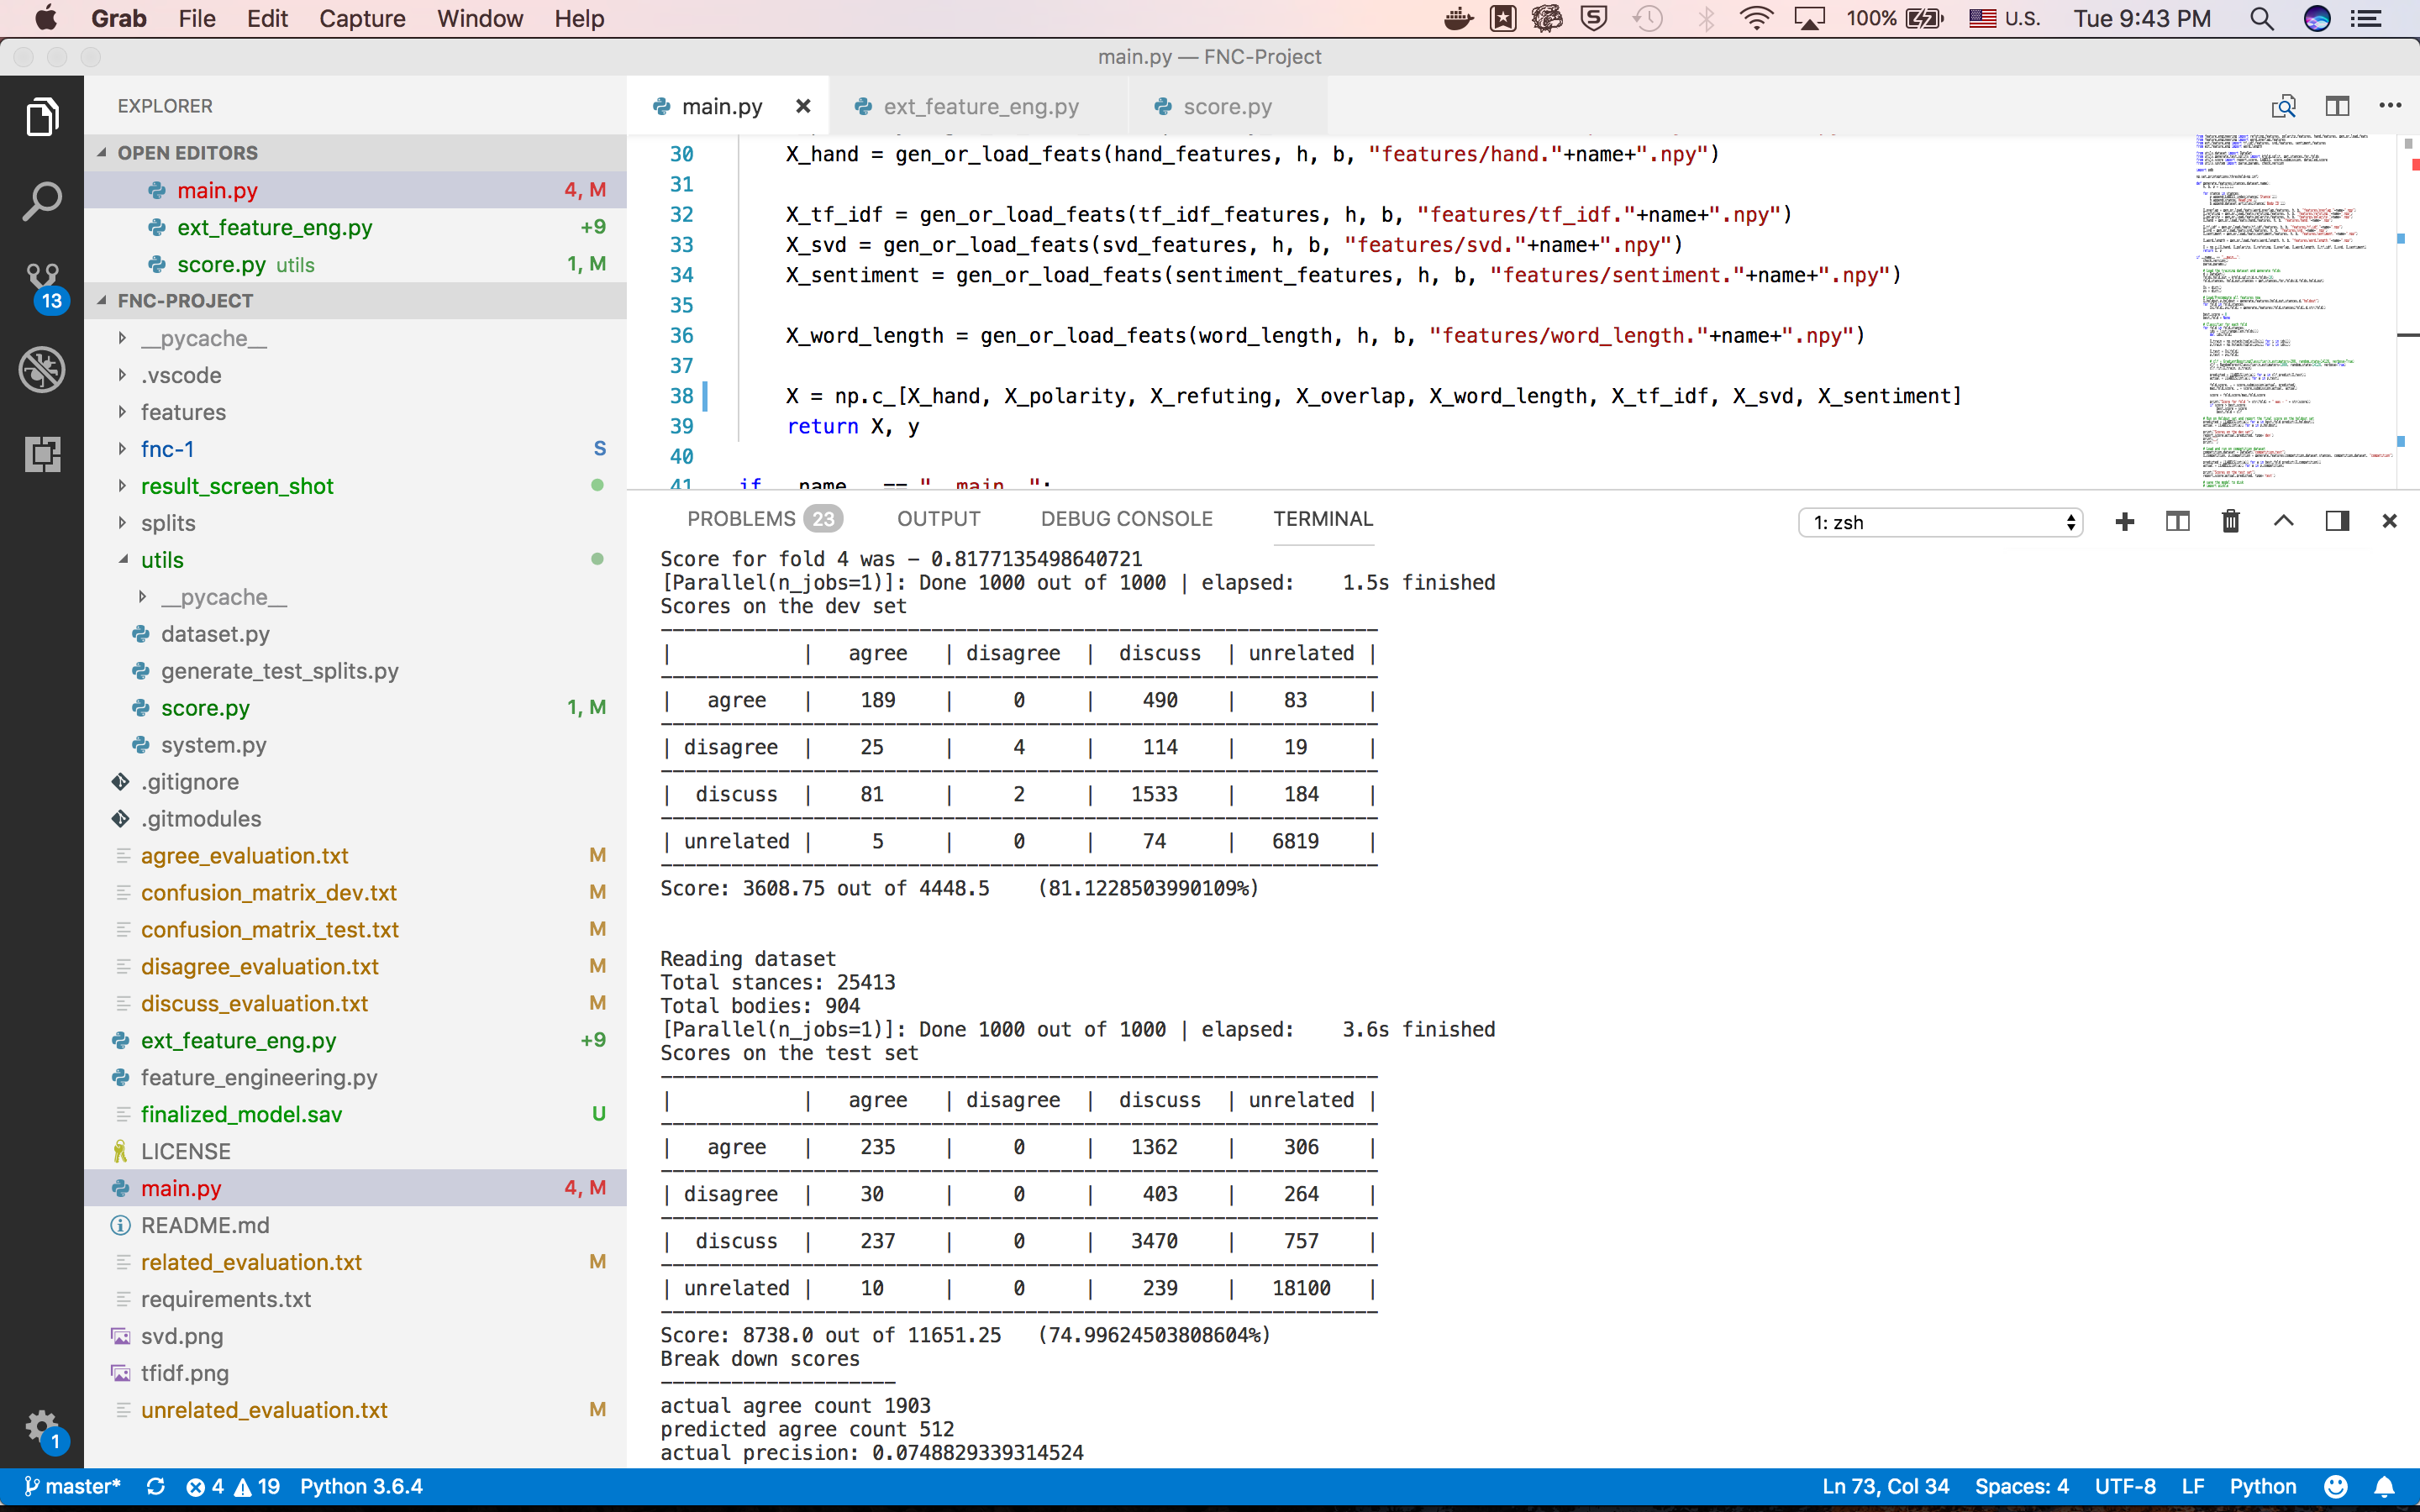 Grab File Edit Capture Window Help 100% U.S. Tue 9:43 PM
main.py — FNC-Project
EXPLORER
OPEN EDITORS
main.py 4, M
ext_feature_eng.py +9
score.py utils 1, M
FNC-PROJECT
__pycache__
.vscode
features
fnc-1 S
result_screen_shot
splits
utils
__pycache__
dataset.py
generate_test_splits.py
score.py 1, M
system.py
.gitignore
.gitmodules
agree_evaluation.txt M
confusion_matrix_dev.txt M
confusion_matrix_test.txt M
disagree_evaluation.txt M
discuss_evaluation.txt M
ext_feature_eng.py +9
feature_engineering.py
finalized_model.sav U
LICENSE
main.py 4, M
README.md
related_evaluation.txt M
requirements.txt
svd.png
tfidf.png
unrelated_evaluation.txt M
13
1
main.py ext_feature_eng.py score.py
30 X_hand = gen_or_load_feats(hand_features, h, b, "features/hand."+name+".npy")
31
32 X_tf_idf = gen_or_load_feats(tf_idf_features, h, b, "features/tf_idf."+name+".npy")
33 X_svd = gen_or_load_feats(svd_features, h, b, "features/svd."+name+".npy")
34 X_sentiment = gen_or_load_feats(sentiment_features, h, b, "features/sentiment."+name+".npy")
35
36 X_word_length = gen_or_load_feats(word_length, h, b, "features/word_length."+name+".npy")
37
38 X = np.c_[X_hand, X_polarity, X_refuting, X_overlap, X_word_length, X_tf_idf, X_svd, X_sentiment]
39 return X, y
40
41 if __name__ == "__main__":
PROBLEMS 23 OUTPUT DEBUG CONSOLE TERMINAL 1: zsh
Score for fold 4 was - 0.8177135498640721
[Parallel(n_jobs=1)]: Done 1000 out of 1000 | elapsed: 1.5s finished
Scores on the dev set
-------------------------------------------------------------
| | agree | disagree | discuss | unrelated |
-------------------------------------------------------------
| agree | 189 | 0 | 490 | 83 |
-------------------------------------------------------------
| disagree | 25 | 4 | 114 | 19 |
-------------------------------------------------------------
| discuss | 81 | 2 | 1533 | 184 |
-------------------------------------------------------------
| unrelated | 5 | 0 | 74 | 6819 |
-------------------------------------------------------------
Score: 3608.75 out of 4448.5 (81.1228503990109%)
Reading dataset
Total stances: 25413
Total bodies: 904
[Parallel(n_jobs=1)]: Done 1000 out of 1000 | elapsed: 3.6s finished
Scores on the test set
-------------------------------------------------------------
| | agree | disagree | discuss | unrelated |
-------------------------------------------------------------
| agree | 235 | 0 | 1362 | 306 |
-------------------------------------------------------------
| disagree | 30 | 0 | 403 | 264 |
-------------------------------------------------------------
| discuss | 237 | 0 | 3470 | 757 |
-------------------------------------------------------------
| unrelated | 10 | 0 | 239 | 18100 |
-------------------------------------------------------------
Score: 8738.0 out of 11651.25 (74.99624503808604%)
Break down scores
--------------------
actual agree count 1903
predicted agree count 512
actual precision: 0.0748829339314524
master* 4 19 Python 3.6.4 Ln 73, Col 34 Spaces: 4 UTF-8 LF Python